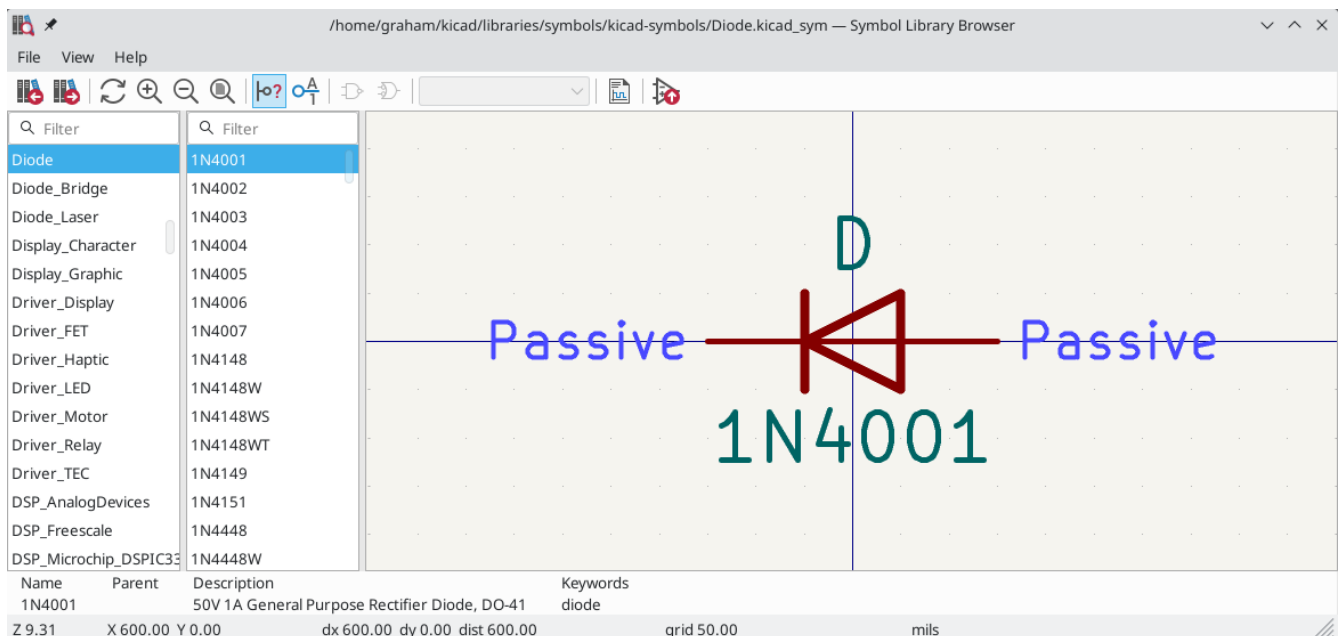 /home/graham/kicad/libraries/symbols/kicad-symbols/Diode.kicad_sym — Symbol Library Browser
File View Help
Filter
Diode
Diode_Bridge
Diode_Laser
Display_Character
Display_Graphic
Driver_Display
Driver_FET
Driver_Haptic
Driver_LED
Driver_Motor
Driver_Relay
Driver_TEC
DSP_AnalogDevices
DSP_Freescale
DSP_Microchip_DSPIC33
Filter
1N4001
1N4002
1N4003
1N4004
1N4005
1N4006
1N4007
1N4148
1N4148W
1N4148WS
1N4148WT
1N4149
1N4151
1N4448
1N4448W
D
Passive Passive
1N4001
Name Parent Description Keywords
1N4001 50V 1A General Purpose Rectifier Diode, DO-41 diode
Z 9.31 X 600.00 Y 0.00 dx 600.00 dy 0.00 dist 600.00 grid 50.00 mils